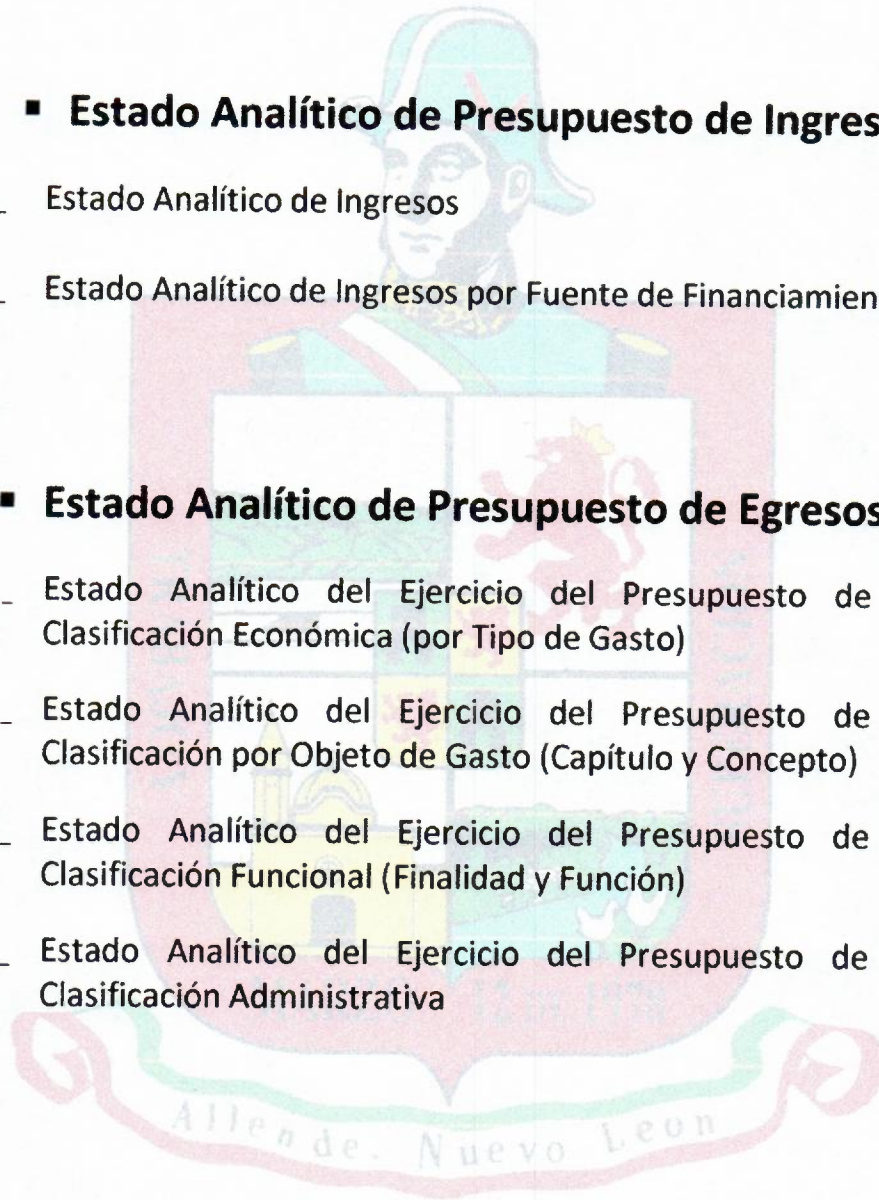 ▪ Estado Analítico de Presupuesto de Ingres
_ Estado Analítico de Ingresos
_ Estado Analítico de Ingresos por Fuente de Financiamien
▪ Estado Analítico de Presupuesto de Egresos
_ Estado Analítico del Ejercicio del Presupuesto de
Clasificación Económica (por Tipo de Gasto)
_ Estado Analítico del Ejercicio del Presupuesto de
Clasificación por Objeto de Gasto (Capítulo y Concepto)
_ Estado Analítico del Ejercicio del Presupuesto de
Clasificación Funcional (Finalidad y Función)
_ Estado Analítico del Ejercicio del Presupuesto de
Clasificación Administrativa
Allende. Nuevo Leon